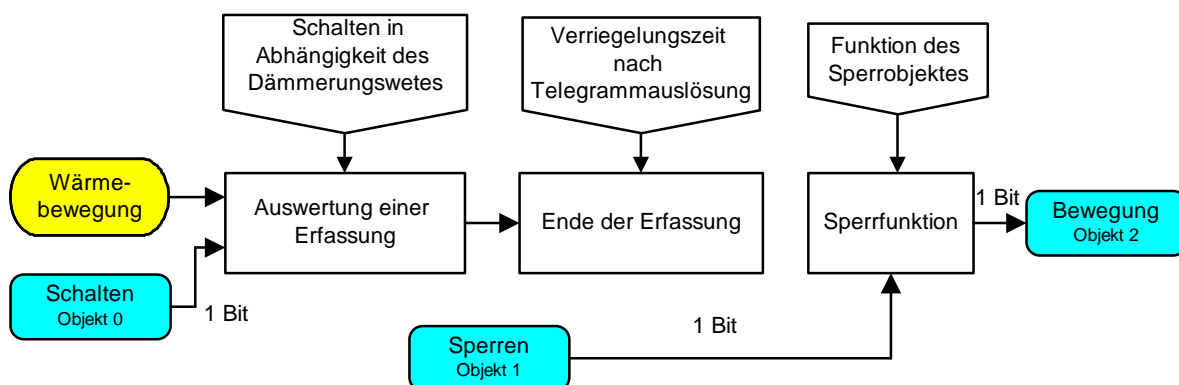 Schalten in
Abhängigkeit des
Dämmerungswetes
Verriegelungszeit
nach
Telegrammauslösung
Funktion des
Sperrobjektes
Wärme-
bewegung
Auswertung einer
Erfassung
Ende der Erfassung
Sperrfunktion
1 Bit
Bewegung
Objekt 2
Schalten
Objekt 0
1 Bit
Sperren
Objekt 1
1 Bit